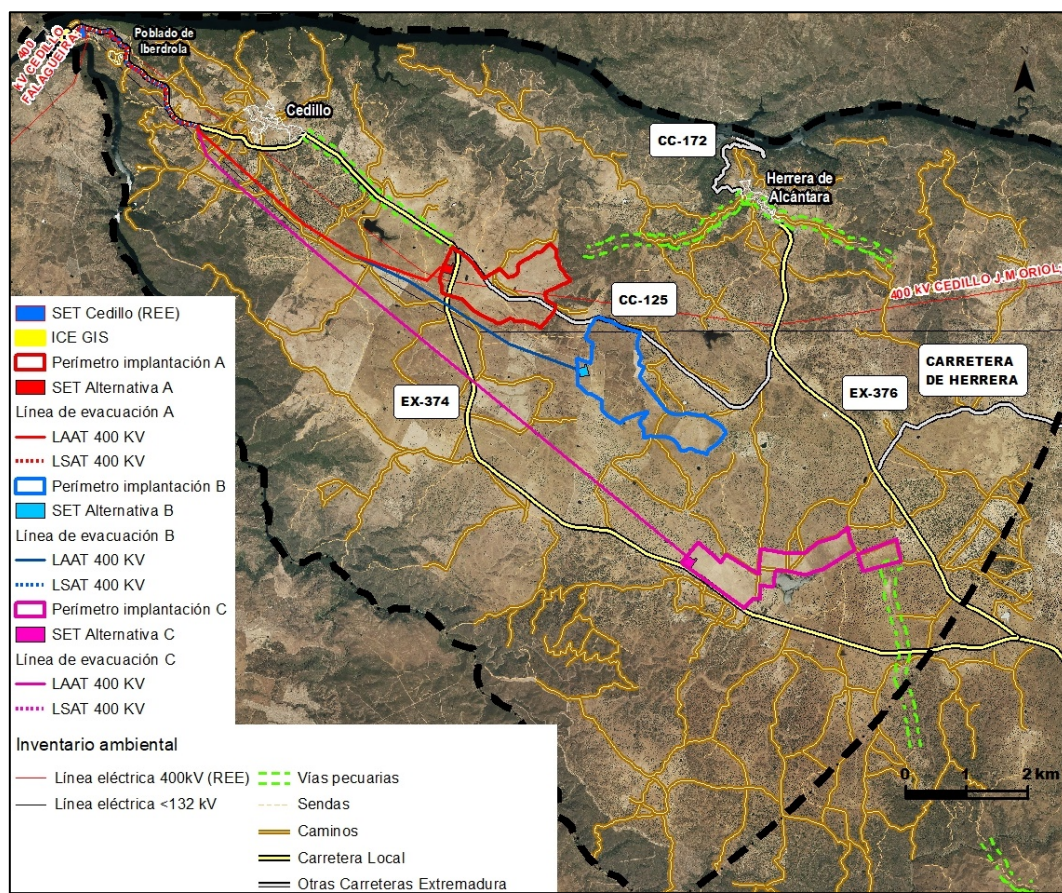 400
KV CEDILLO
FALAGUEIRA
Poblado de
Iberdrola
Cedillo
N
CC-172
Herrera de
Alcántara
400 KV CEDILLO J.M ORIOL
CC-125
CARRETERA
DE HERRERA
EX-374
EX-376
SET Cedillo (REE)
ICE GIS
Perímetro implantación A
SET Alternativa A
Línea de evacuación A
LAAT 400 KV
LSAT 400 KV
Perímetro implantación B
SET Alternativa B
Línea de evacuación B
LAAT 400 KV
LSAT 400 KV
Perímetro implantación C
SET Alternativa C
Línea de evacuación C
LAAT 400 KV
LSAT 400 KV
Inventario ambiental
Línea eléctrica 400kV (REE)
Línea eléctrica <132 kV
Vías pecuarias
Sendas
Caminos
Carretera Local
Otras Carreteras Extremadura
0 1 2 km